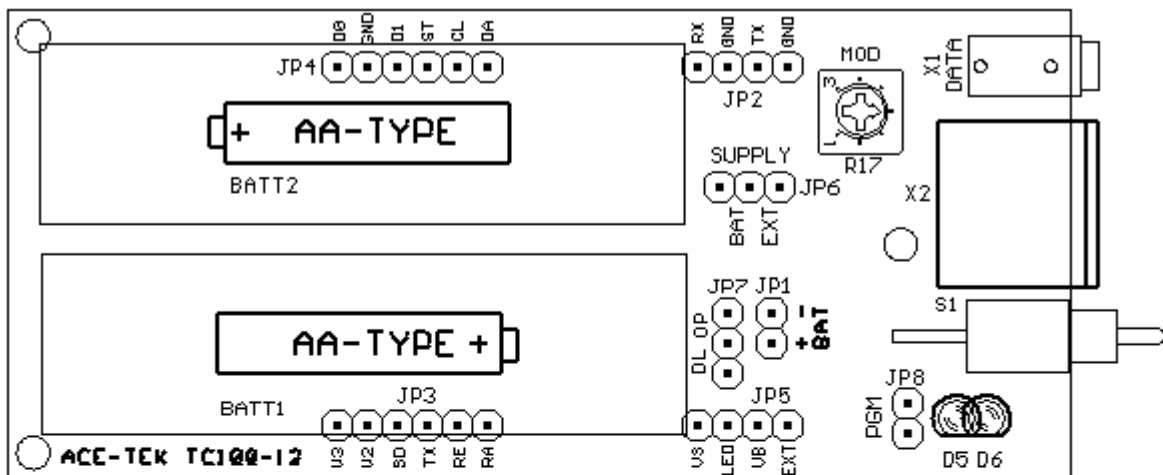 D0 GND D1 ST CL DA
RX GND TX GND
JP4
JP2
MOD
3
1
R17
X1
DATA
+ AA-TYPE
BATT2
SUPPLY
JP6
BAT EXT
X2
JP7 JP1
DL OP
- + BAT
S1
AA-TYPE +
BATT1
JP3
JP5
JP8
PGM
D5 D6
V3 V2 SD TX RE RA
VS LED VB EXT
ACE-TEK TC100-12